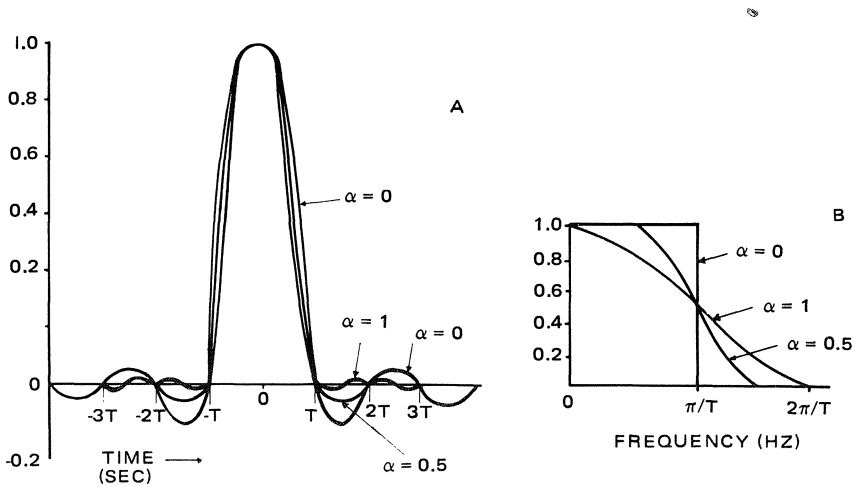 1.0
0.8
0.6
0.4
0.2
0
-0.2
A
α = 0
α = 1
α = 0
α = 0.5
-3T
-2T
-T
0
T
2T
3T
TIME
(SEC)
B
1.0
0.8
0.6
0.4
0.2
α = 0
α = 1
α = 0.5
0
π/T
2π/T
FREQUENCY (HZ)